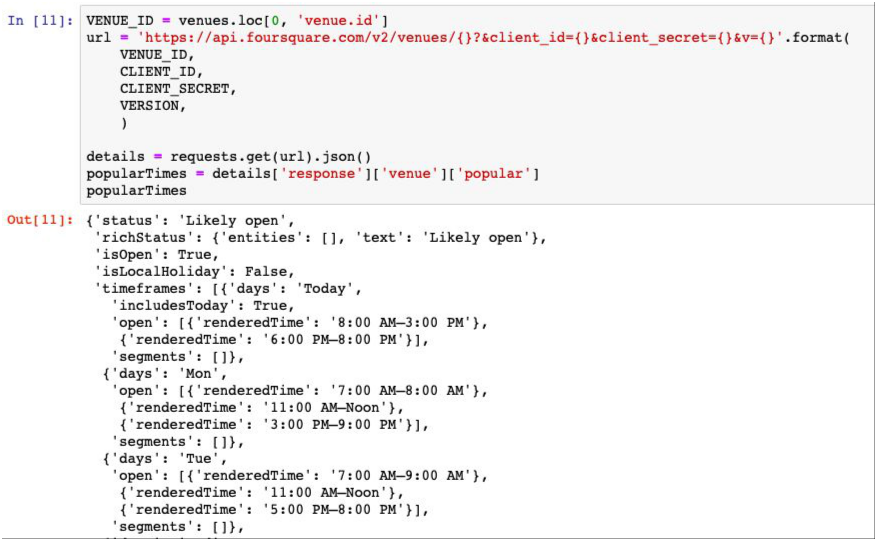 In [11]: VENUE_ID = venues.loc[0, 'venue.id']
url = 'https://api.foursquare.com/v2/venues/{}?&client_id={}&client_secret={}&v={}'.format(
    VENUE_ID,
    CLIENT_ID,
    CLIENT_SECRET,
    VERSION,
    )
details = requests.get(url).json()
popularTimes = details['response']['venue']['popular']
popularTimes
Out[11]: {'status': 'Likely open',
 'richStatus': {'entities': [], 'text': 'Likely open'},
 'isOpen': True,
 'isLocalHoliday': False,
 'timeframes': [{'days': 'Today',
   'includesToday': True,
   'open': [{'renderedTime': '8:00 AM–3:00 PM'},
    {'renderedTime': '6:00 PM–8:00 PM'}],
   'segments': []},
  {'days': 'Mon',
   'open': [{'renderedTime': '7:00 AM–8:00 AM'},
    {'renderedTime': '11:00 AM–Noon'},
    {'renderedTime': '3:00 PM–9:00 PM'}],
   'segments': []},
  {'days': 'Tue',
   'open': [{'renderedTime': '7:00 AM–9:00 AM'},
    {'renderedTime': '11:00 AM–Noon'},
    {'renderedTime': '5:00 PM–8:00 PM'}],
   'segments': []},